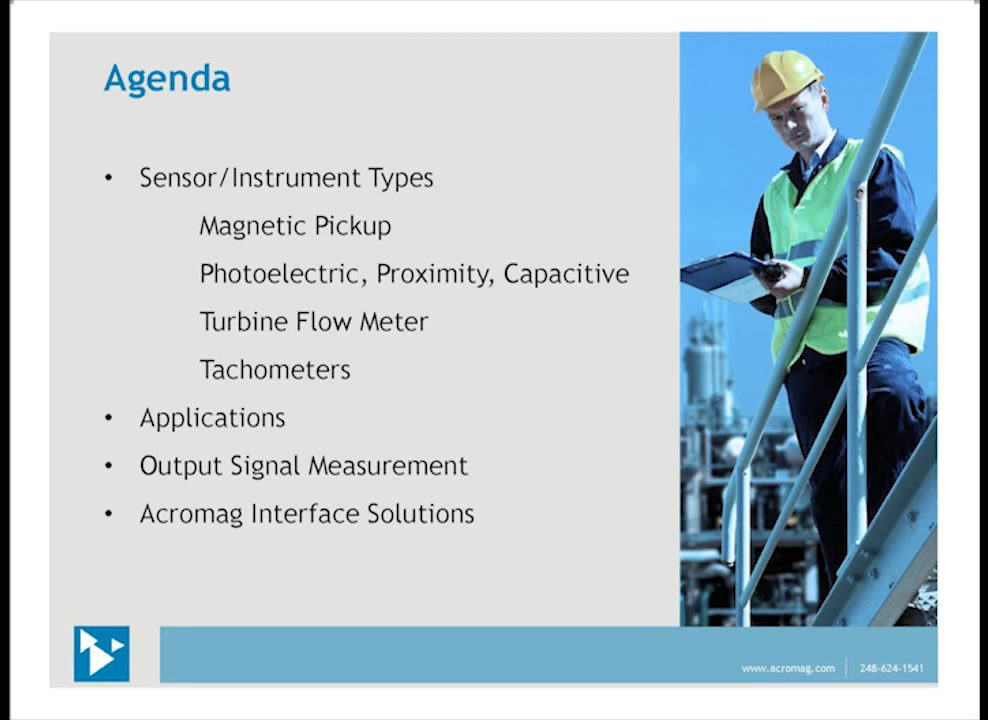 Agenda
• Sensor/Instrument Types
Magnetic Pickup
Photoelectric, Proximity, Capacitive
Turbine Flow Meter
Tachometers
• Applications
• Output Signal Measurement
• Acromag Interface Solutions
www.acromag.com | 248-624-1541